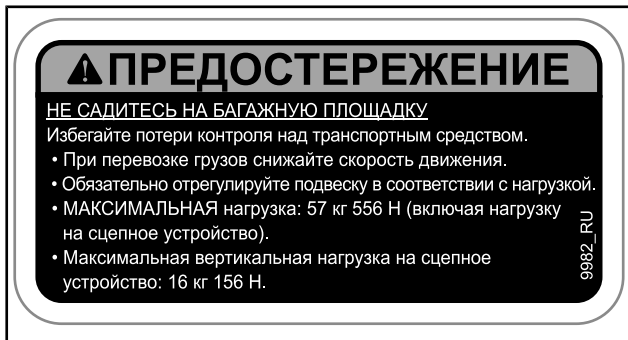 ПРЕДОСТЕРЕЖЕНИЕ
НЕ САДИТЕСЬ НА БАГАЖНУЮ ПЛОЩАДКУ
Избегайте потери контроля над транспортным средством.
• При перевозке грузов снижайте скорость движения.
• Обязательно отрегулируйте подвеску в соответствии с нагрузкой.
• МАКСИМАЛЬНАЯ нагрузка: 57 кг 556 Н (включая нагрузку
на сцепное устройство).
• Максимальная вертикальная нагрузка на сцепное
устройство: 16 кг 156 Н.
9982_RU